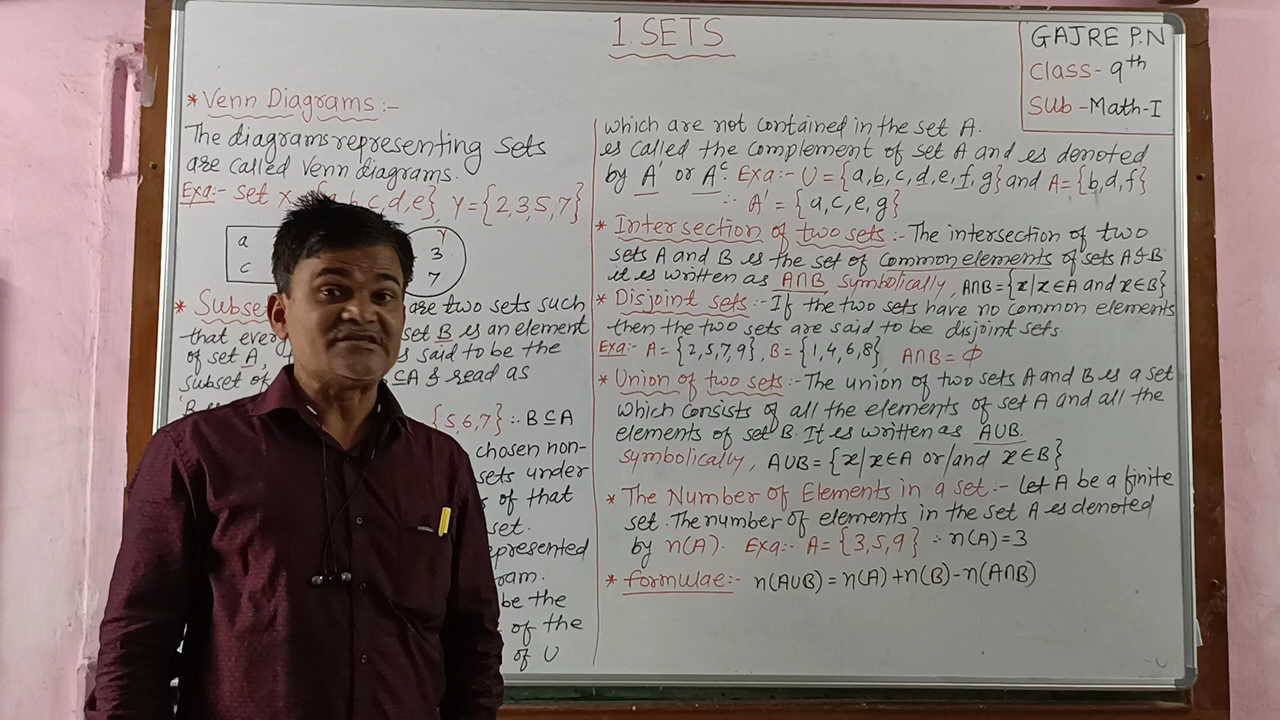 1. SETS
GAJRE P.N
Class- 9th
Sub - Math-I
* Venn Diagrams :-
The diagrams representing sets
are called Venn diagrams.
Exa:- set X b, c, d, e}, Y = {2,3,5,7}
a
c
Y
3
7
* Subse are two sets such
that ever set B is an element
of set A, said to be the
subset of ⊆A & read as
B is
{5,6,7} ∴ B⊆A
chosen non-
sets under
of that
set.
epresented
ram.
be the
of the
of U
which are not contained in the set A.
is called the complement of set A and is denoted
by A' or Aᶜ. Exa:- U = {a, b, c, d, e, f, g} and A = {b, d, f}
∴ A' = {a, c, e, g}
* Intersection of two sets :- The intersection of two
sets A and B is the set of common elements of sets A & B
it is written as A∩B symbolically, A∩B = {x/x∈A and x∈B}
* Disjoint sets :- If the two sets have no common elements
then the two sets are said to be disjoint sets.
Exa:- A = {2,5,7,9}, B = {1,4,6,8}, A∩B = Φ
* Union of two sets :- The union of two sets A and B is a set
which consists of all the elements of set A and all the
elements of set B. It is written as A∪B.
symbolically, A∪B = {x/x∈A or/and x∈B}
* The Number of Elements in a set :- Let A be a finite
set. The number of elements in the set A is denoted
by n(A). Exa:- A = {3,5,9} ∴ n(A) = 3
* formulae :- n(A∪B) = n(A) + n(B) - n(A∩B)